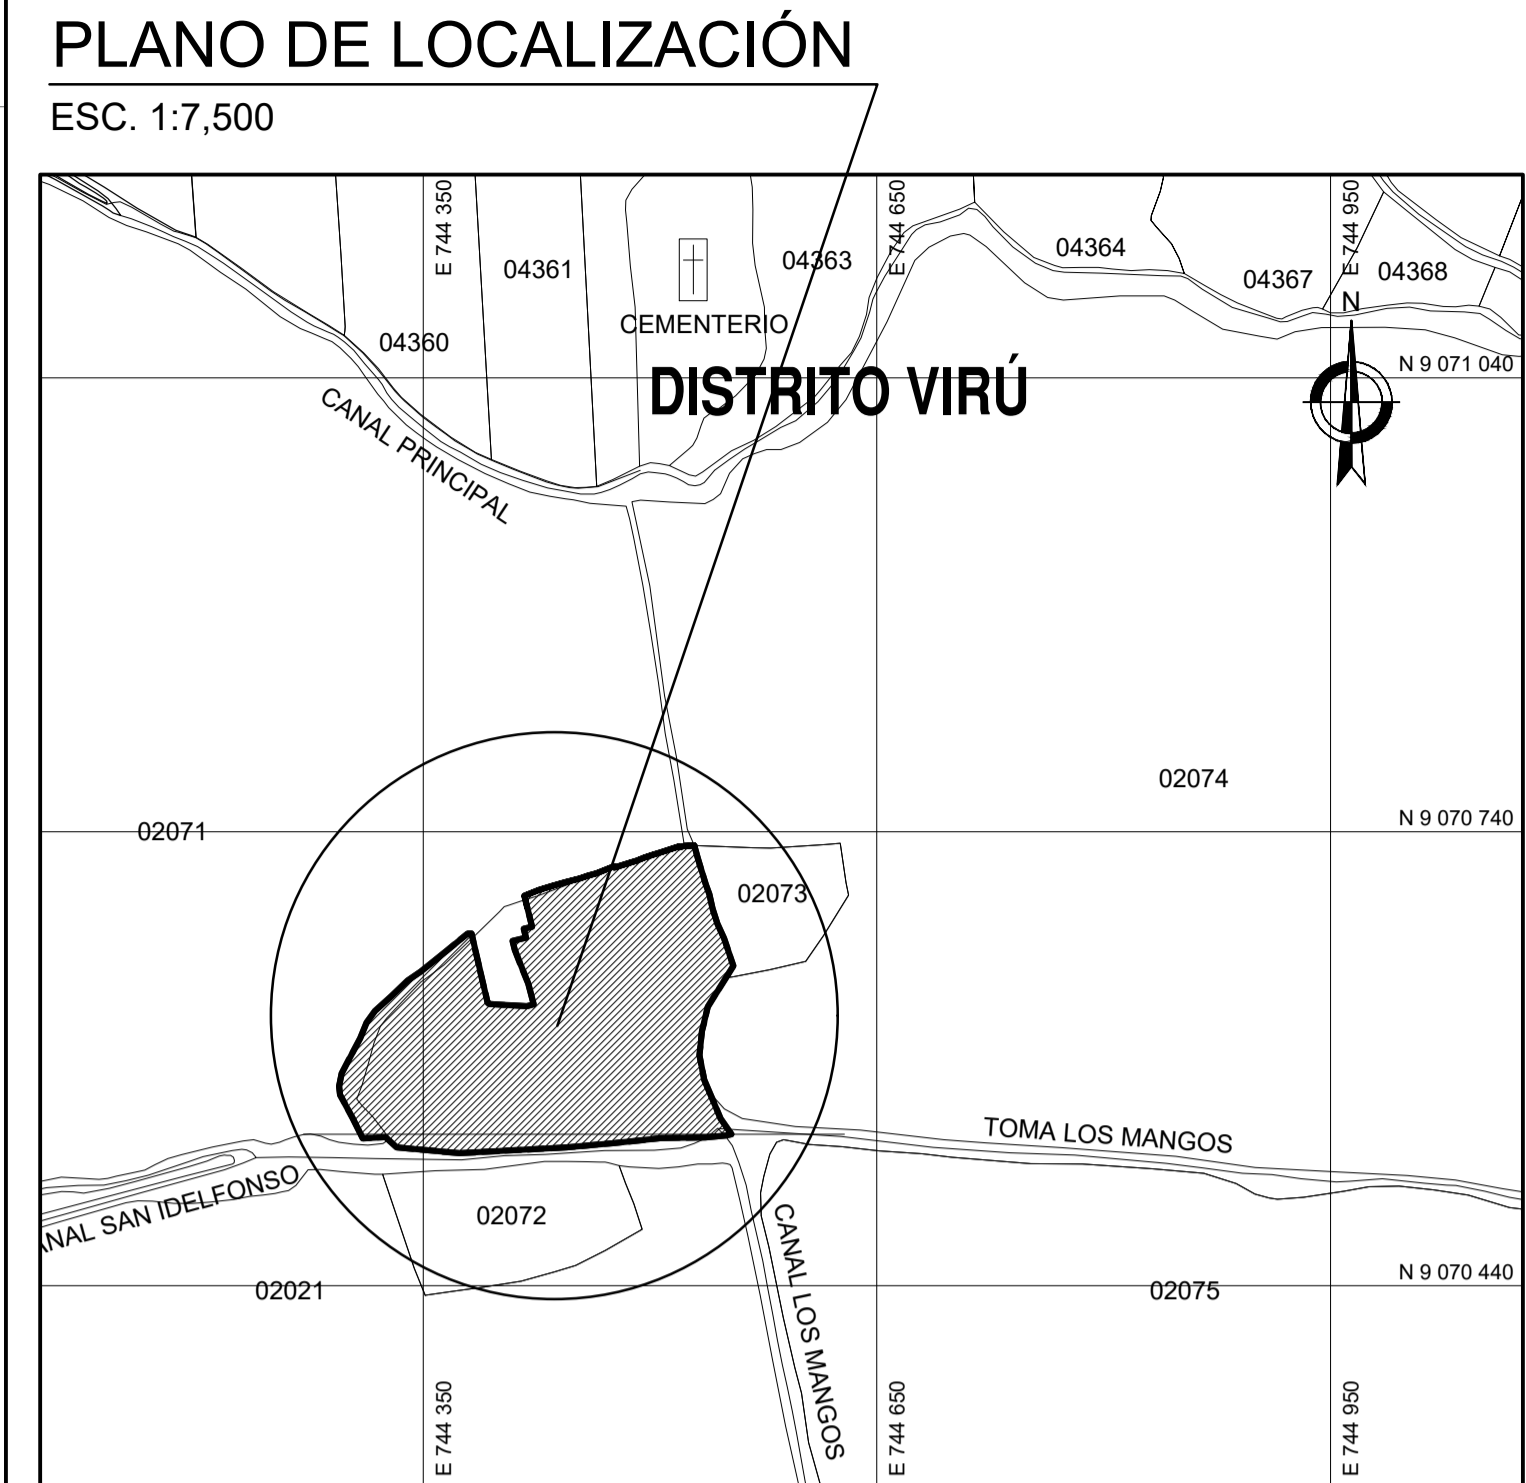 PLANO DE LOCALIZACIÓN
ESC. 1:7,500
E 744 350
E 744 650
E 744 950
04361
04363
04364
04367
04368
N
CEMENTERIO
04360
DISTRITO VIRÚ
N 9 071 040
CANAL PRINCIPAL
02074
02071
N 9 070 740
02073
TOMA LOS MANGOS
ANAL SAN IDELFONSO
02072
CANAL LOS MANGOS
02021
02075
N 9 070 440
E 744 350
E 744 650
E 744 950